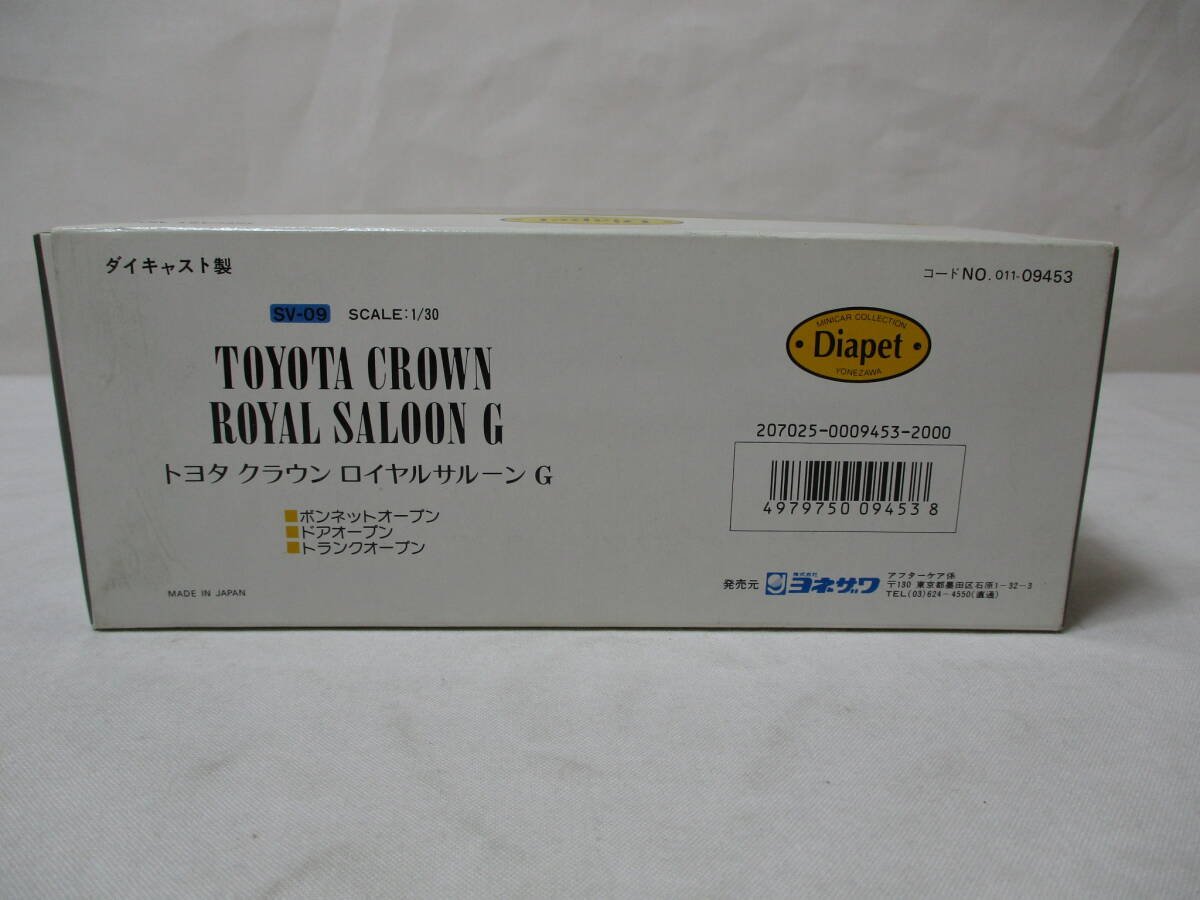 Diapet
ダイキャスト製
コードNO. 011-09453
SV-09 SCALE:1/30
TOYOTA CROWN
ROYAL SALOON G
トヨタ クラウン ロイヤルサルーン G
ボンネットオープン
ドアオープン
トランクオープン
MADE IN JAPAN
MINICAR COLLECTION
Diapet
YONEZAWA
207025-0009453-2000
4979750 09453 8
発売元 株式会社 ヨネザワ
アフターケア係
〒130 東京都墨田区石原1-32-3
TEL(03)624-4550(直通)